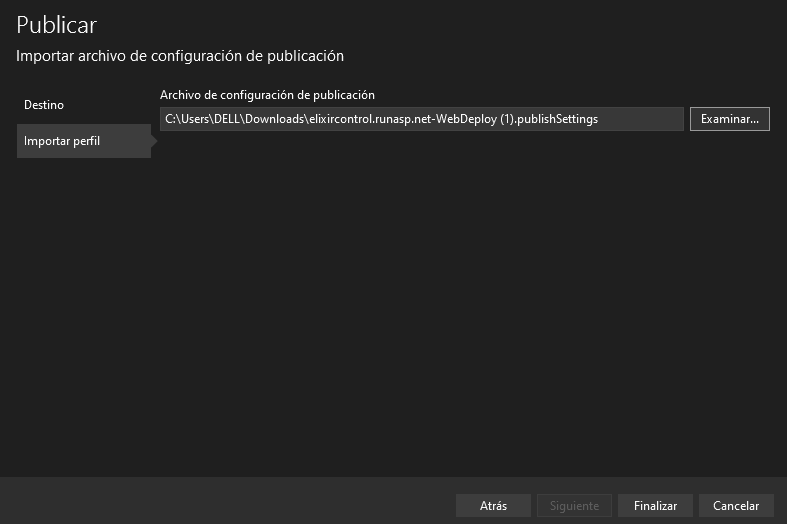 Publicar
Importar archivo de configuración de publicación
Destino
Importar perfil
Archivo de configuración de publicación
C:\Users\DELL\Downloads\elixircontrol.runasp.net-WebDeploy (1).publishSettings
Examinar...
Atrás
Siguiente
Finalizar
Cancelar